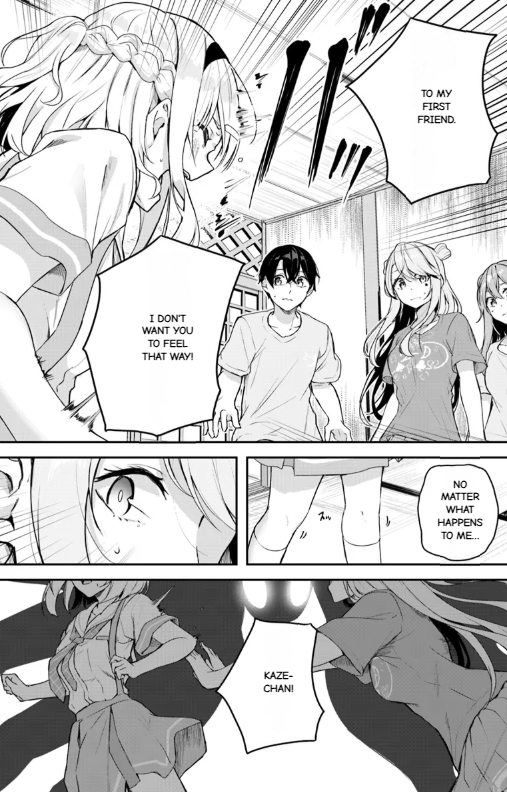 TO MY
FIRST
FRIEND.
I DON'T
WANT YOU
TO FEEL
THAT WAY!
NO
MATTER
WHAT
HAPPENS
TO ME...
KAZE-
CHAN!